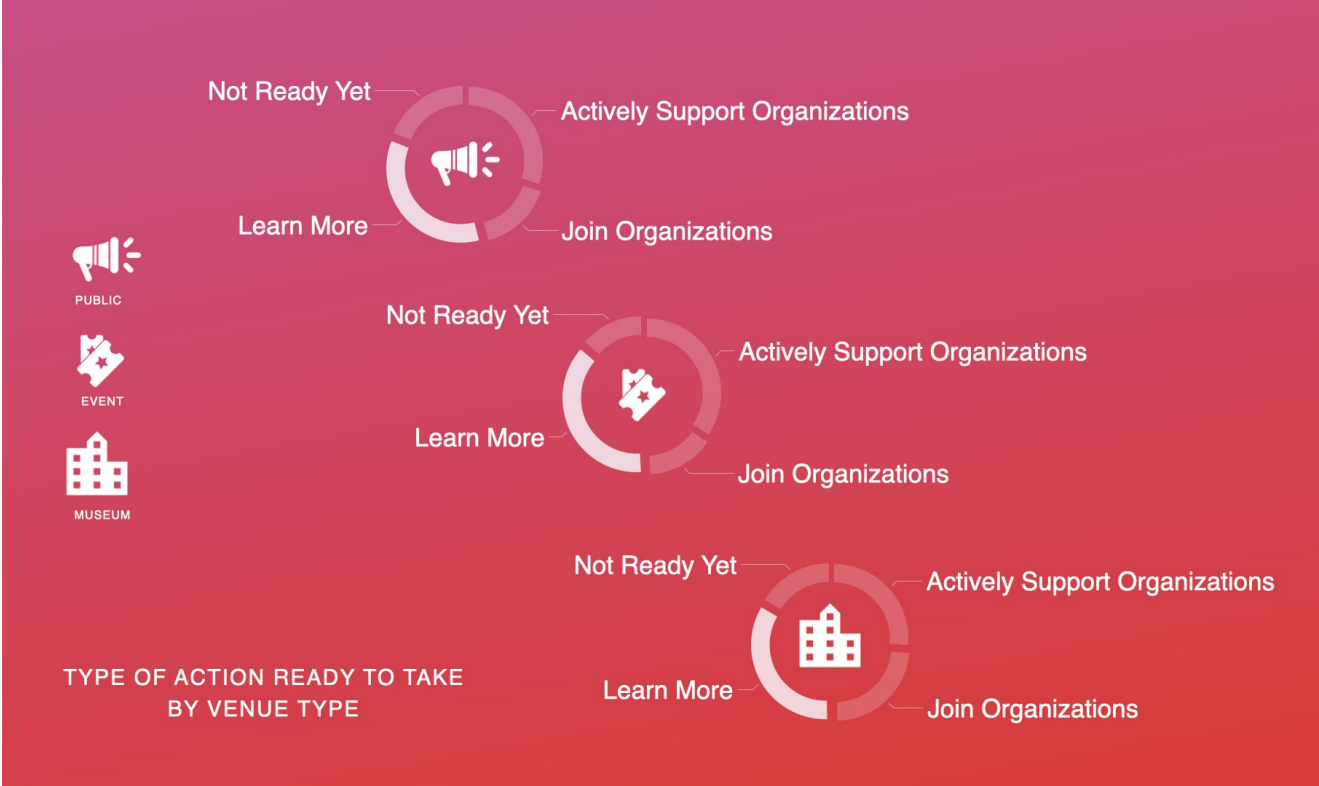 Not Ready Yet
Actively Support Organizations
Learn More
Join Organizations
PUBLIC
EVENT
MUSEUM
Not Ready Yet
Actively Support Organizations
Learn More
Join Organizations
Not Ready Yet
Actively Support Organizations
Learn More
Join Organizations
TYPE OF ACTION READY TO TAKE
BY VENUE TYPE